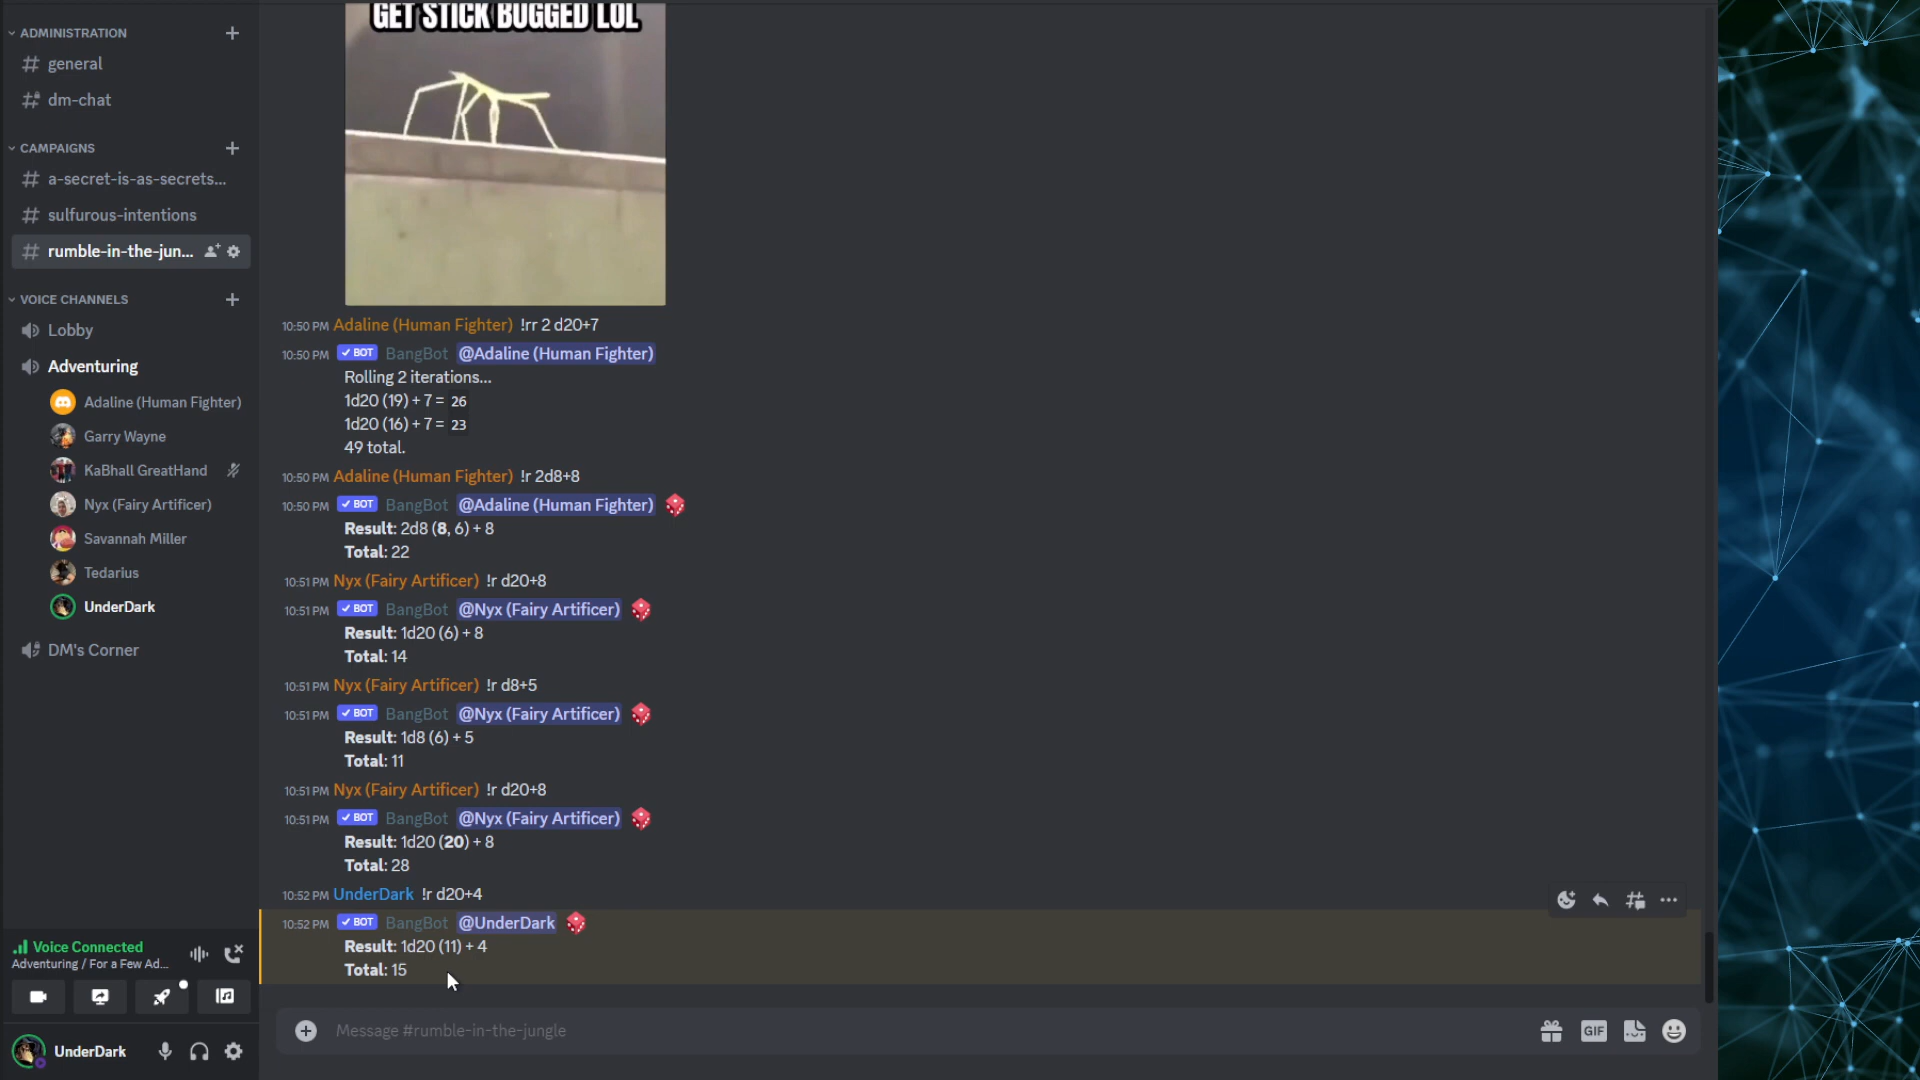 ADMINISTRATION
general
dm-chat
CAMPAIGNS
a-secret-is-as-secrets...
sulfurous-intentions
rumble-in-the-jun...
VOICE CHANNELS
Lobby
Adventuring
Adaline (Human Fighter)
Garry Wayne
KaBhall GreatHand
Nyx (Fairy Artificer)
Savannah Miller
Tedarius
UnderDark
DM's Corner
Voice Connected
Adventuring / For a Few Ad...
UnderDark
GET STICK BUGGED LOL
10:50 PM Adaline (Human Fighter) !rr 2 d20+7
10:50 PM BOT BangBot @Adaline (Human Fighter)
Rolling 2 iterations...
1d20 (19) + 7 = 26
1d20 (16) + 7 = 23
49 total.
10:50 PM Adaline (Human Fighter) !r 2d8+8
10:50 PM BOT BangBot @Adaline (Human Fighter)
Result: 2d8 (8, 6) + 8
Total: 22
10:51 PM Nyx (Fairy Artificer) !r d20+8
10:51 PM BOT BangBot @Nyx (Fairy Artificer)
Result: 1d20 (6) + 8
Total: 14
10:51 PM Nyx (Fairy Artificer) !r d8+5
10:51 PM BOT BangBot @Nyx (Fairy Artificer)
Result: 1d8 (6) + 5
Total: 11
10:51 PM Nyx (Fairy Artificer) !r d20+8
10:51 PM BOT BangBot @Nyx (Fairy Artificer)
Result: 1d20 (20) + 8
Total: 28
10:52 PM UnderDark !r d20+4
10:52 PM BOT BangBot @UnderDark
Result: 1d20 (11) + 4
Total: 15
Message #rumble-in-the-jungle
GIF